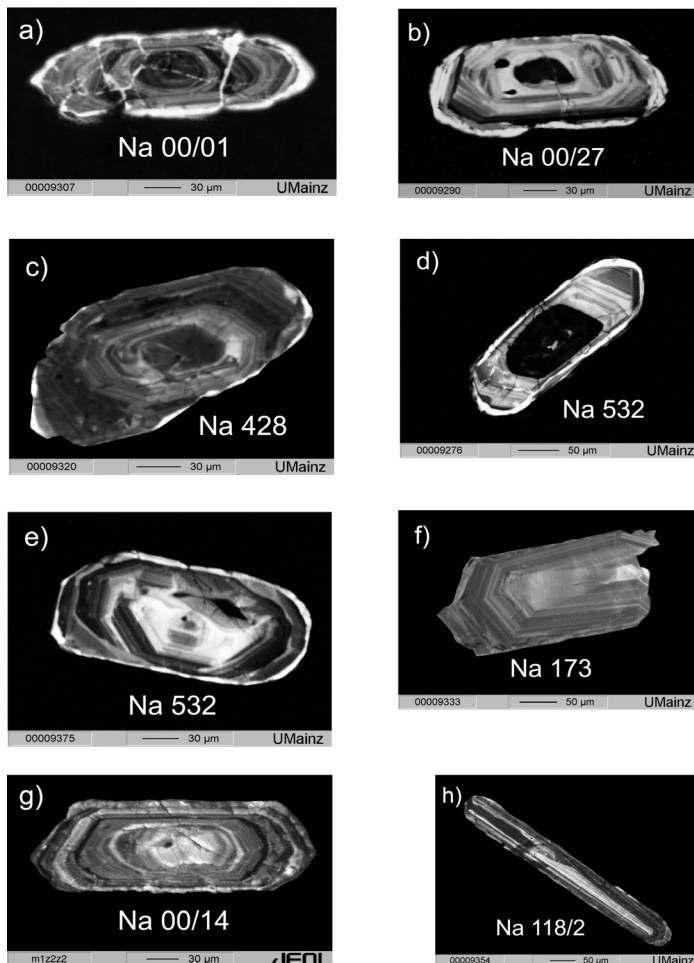 a)
Na 00/01
00009307 30 µm UMainz
b)
Na 00/27
00009290 30 µm UMainz
c)
Na 428
00009320 30 µm UMainz
d)
Na 532
00009276 50 µm UMainz
e)
Na 532
00009375 30 µm UMainz
f)
Na 173
00009333 50 µm UMainz
g)
Na 00/14
m1z2z2 30 µm
h)
Na 118/2
00009354 50 µm UMainz